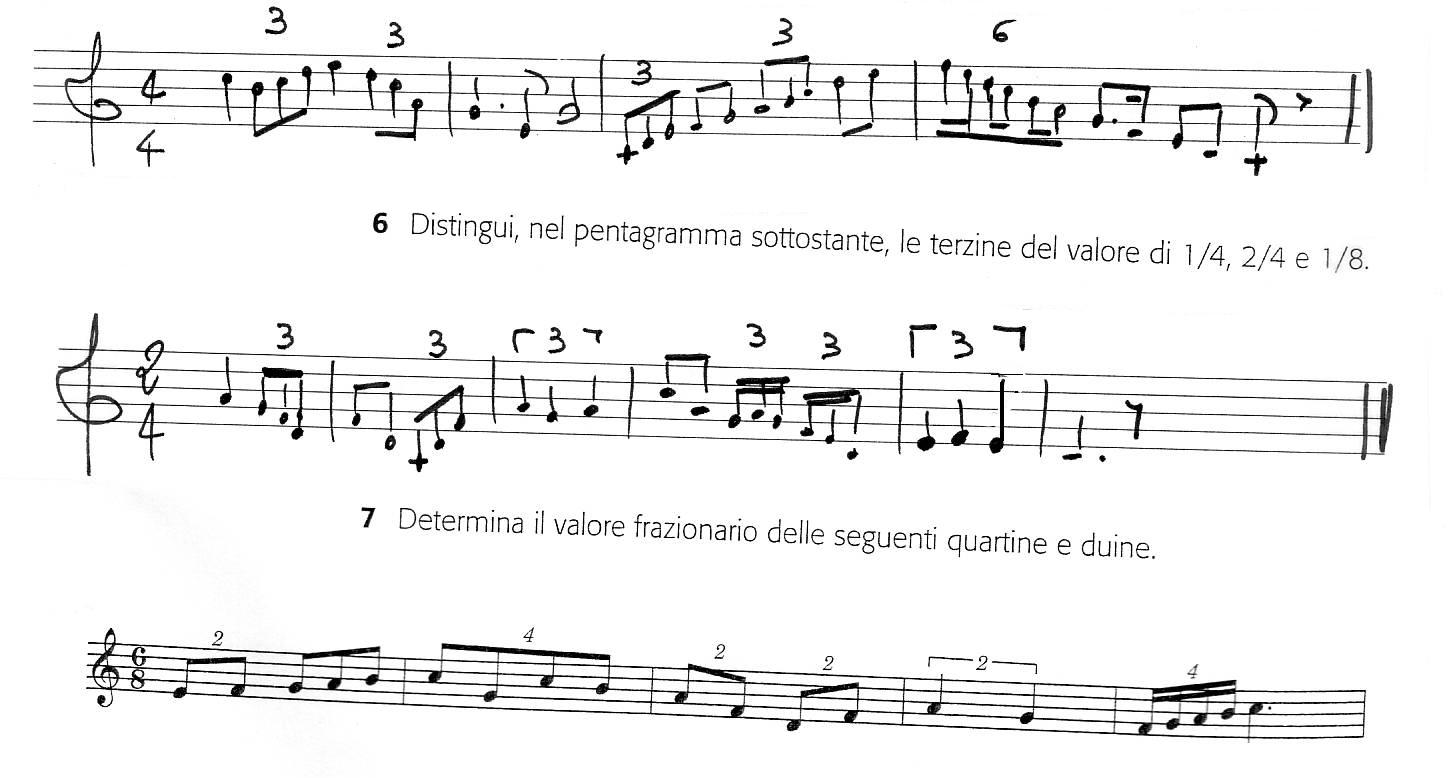 3 3 3 3 6
4
4
6 Distingui, nel pentagramma sottostante, le terzine del valore di 1/4, 2/4 e 1/8.
3 3 3 3 3 3
2
4
7 Determina il valore frazionario delle seguenti quartine e duine.
2 4 2 2 2 4
6
8